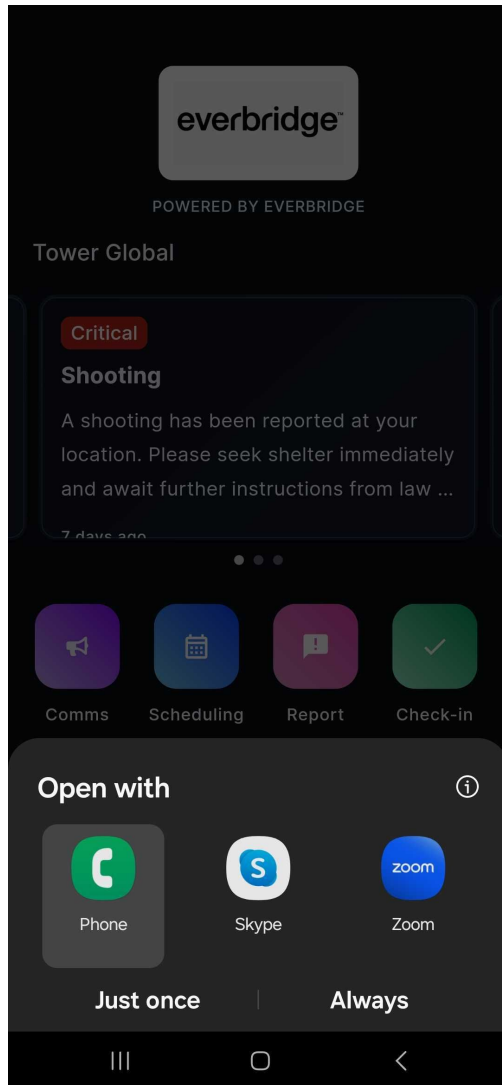 everbridge™
POWERED BY EVERBRIDGE
Tower Global
Critical
Shooting
A shooting has been reported at your
location. Please seek shelter immediately
and await further instructions from law ...
7 days ago
Comms Scheduling Report Check-in
Open with
S zoom
Phone Skype Zoom
Just once Always